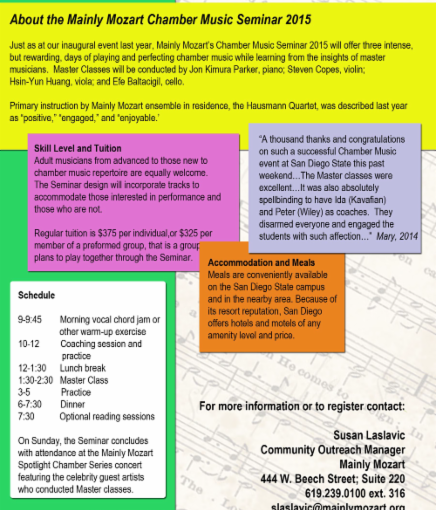 About the Mainly Mozart Chamber Music Seminar 2015
Just as at our inaugural event last year, Mainly Mozart's Chamber Music Seminar 2015 will offer three intense,
but rewarding, days of playing and perfecting chamber music while learning from the insights of master
musicians.  Master Classes will be conducted by Jon Kimura Parker, piano; Steven Copes, violin;
Hsin-Yun Huang, viola; and Efe Baltacigil, cello.
Primary instruction by Mainly Mozart ensemble in residence, the Hausmann Quartet, was described last year
as “positive,” “engaged,” and “enjoyable.’
Skill Level and Tuition
Adult musicians from advanced to those new to
chamber music repertoire are equally welcome.
The Seminar design will incorporate tracks to
accommodate those interested in performance and
those who are not.
Regular tuition is $375 per individual,or $325 per
member of a preformed group, that is a group
plans to play together through the Seminar.
“A thousand thanks and congratulations
on such a successful Chamber Music
event at San Diego State this past
weekend…The Master classes were
excellent…It was also absolutely
spellbinding to have Ida (Kavafian)
and Peter (Wiley) as coaches.  They
disarmed everyone and engaged the
students with such affection…”  Mary, 2014
Accommodation and Meals
Meals are conveniently available
on the San Diego State campus
and in the nearby area. Because of
its resort reputation, San Diego
offers hotels and motels of any
amenity level and price.
Schedule
9-9:45 Morning vocal chord jam or
other warm-up exercise
10-12 Coaching session and
practice
12-1:30 Lunch break
1:30-2:30 Master Class
3-5 Practice
6-7:30 Dinner
7:30 Optional reading sessions
On Sunday, the Seminar concludes
with attendance at the Mainly Mozart
Spotlight Chamber Series concert
featuring the celebrity guest artists
who conducted Master classes.
For more information or to register contact:
Susan Laslavic
Community Outreach Manager
Mainly Mozart
444 W. Beech Street; Suite 220
619.239.0100 ext. 316
slaslavic@mainlymozart.org